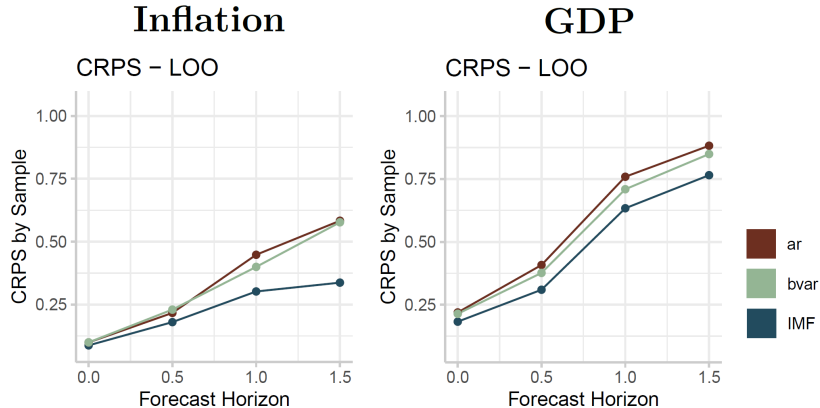 Inflation
GDP
CRPS − LOO
CRPS − LOO
CRPS by Sample
1.00
0.75
0.50
0.25
0.0 0.5 1.0 1.5
Forecast Horizon
CRPS by Sample
1.00
0.75
0.50
0.25
0.0 0.5 1.0 1.5
Forecast Horizon
ar
bvar
IMF